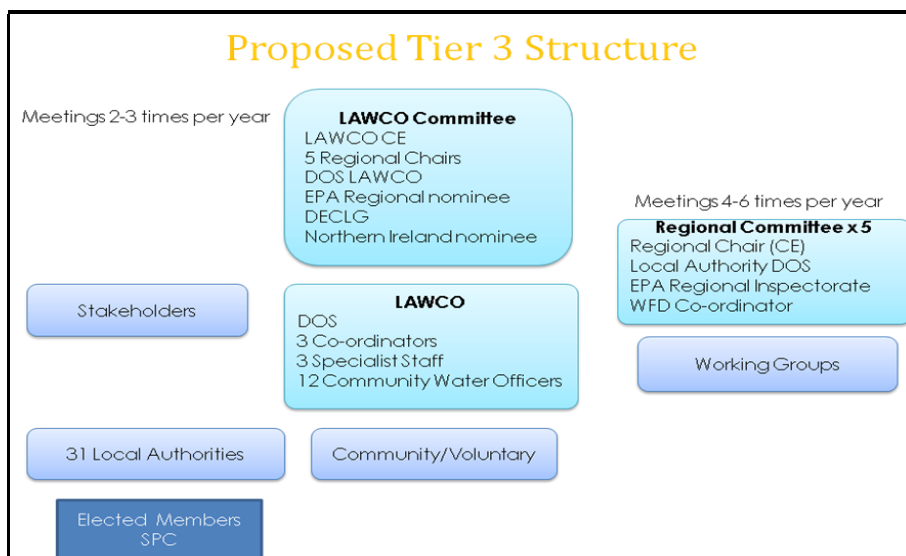 Proposed Tier 3 Structure
Meetings 2-3 times per year
LAWCO Committee
LAWCO CE
5 Regional Chairs
DOS LAWCO
EPA Regional nominee
DECLG
Northern Ireland nominee
Meetings 4-6 times per year
Regional Committee x 5
Regional Chair (CE)
Local Authority DOS
EPA Regional Inspectorate
WFD Co-ordinator
Stakeholders
LAWCO
DOS
3 Co-ordinators
3 Specialist Staff
12 Community Water Officers
Working Groups
31 Local Authorities
Community/Voluntary
Elected Members
SPC